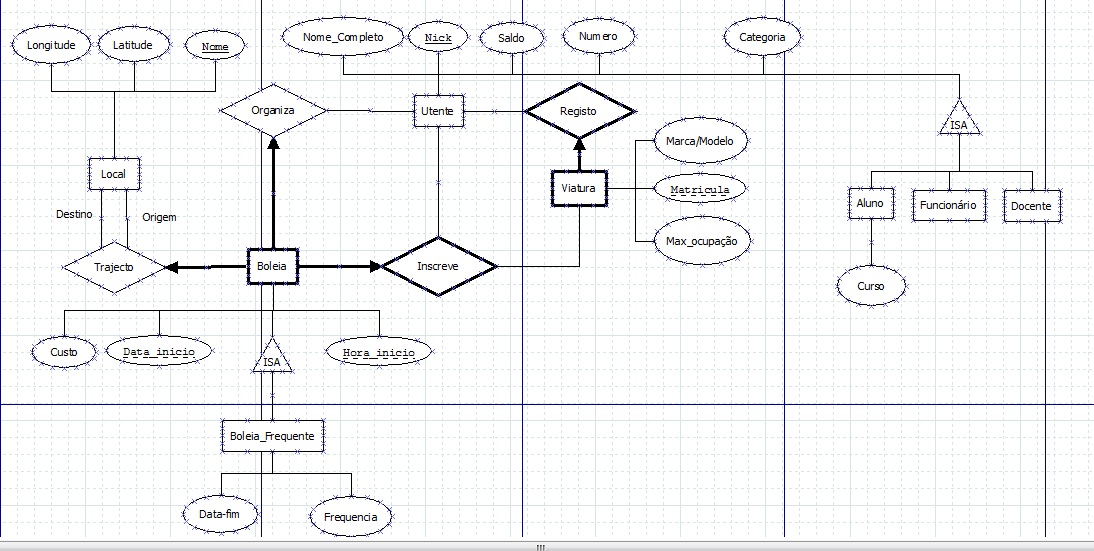 Longitude
Latitude
Nome
Nome_Completo
Nick
Saldo
Numero
Categoria
Organiza
Utente
Registo
ISA
Marca/Modelo
Local
Viatura
Matricula
Aluno
Funcionário
Docente
Destino
Origem
Max_ocupação
Trajecto
Boleia
Inscreve
Curso
Custo
Data_inicio
ISA
Hora_inicio
Boleia_Frequente
Data-fim
Frequencia